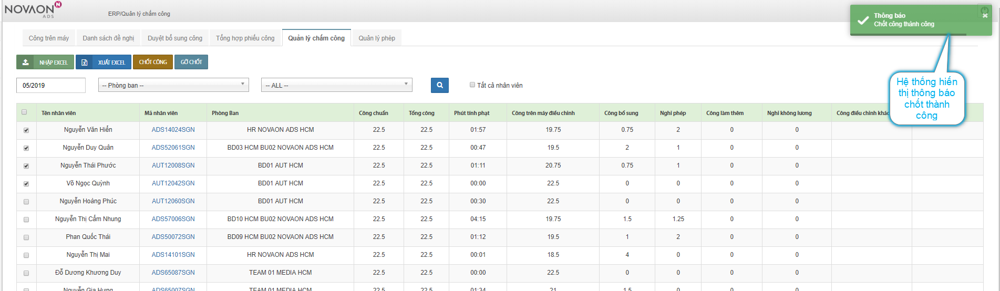 NOVAON N
ADS
ERP/Quản lý chấm công
Thông báo
Chốt công thành công
Công trên máy Danh sách đề nghị Duyệt bổ sung công Tổng hợp phiếu công Quản lý chấm công Quản lý phép
NHẬP EXCEL XUẤT EXCEL CHỐT CÔNG GỠ CHỐT
05/2019 -- Phòng ban -- -- ALL -- Tất cả nhân viên
Hệ thống hiến
thị thông báo
chốt thành
công
Tên nhân viên Mã nhân viên Phòng Ban Công chuẩn Tổng công Phút tính phạt Công trên máy điều chỉnh Công bổ sung Nghỉ phép Công làm thêm Nghỉ không lương Công điều chỉnh khác
Nguyễn Văn Hiển ADS14024SGN HR NOVAON ADS HCM 22.5 22.5 01:57 19.75 0.75 2 0 0
Nguyễn Duy Quân ADS52061SGN BD03 HCM BU02 NOVAON ADS HCM 22.5 22.5 00:47 19.5 2 1 0 0
Nguyễn Thái Phước AUT12008SGN BD01 AUT HCM 22.5 22.5 01:11 20.75 0.75 1 0 0
Võ Ngọc Quỳnh AUT12042SGN BD01 AUT HCM 22.5 22.5 00:00 22.5 0 0 0 0
Nguyễn Hoàng Phúc AUT12060SGN BD01 AUT HCM 22.5 22.5 00:30 22.5 0 0 0 0
Nguyễn Thị Cẩm Nhung ADS57006SGN BD10 HCM BU02 NOVAON ADS HCM 22.5 22.5 04:15 19.75 1.5 1.25 0 0
Phan Quốc Thái ADS50072SGN BD09 HCM BU02 NOVAON ADS HCM 22.5 22.5 01:12 19.5 1 2 0 0
Nguyễn Thị Mai ADS14101SGN HR NOVAON ADS HCM 22.5 22.5 00:01 18.5 4 0 0 0
Đỗ Dương Khương Duy ADS65087SGN TEAM 01 MEDIA HCM 22.5 22.5 00:00 22.5 0 0 0 0
Nguyễn Gia Hưng ADS65007SGN TEAM 01 MEDIA HCM 22.5 22.5 01:34 21 1.5 0 0 0